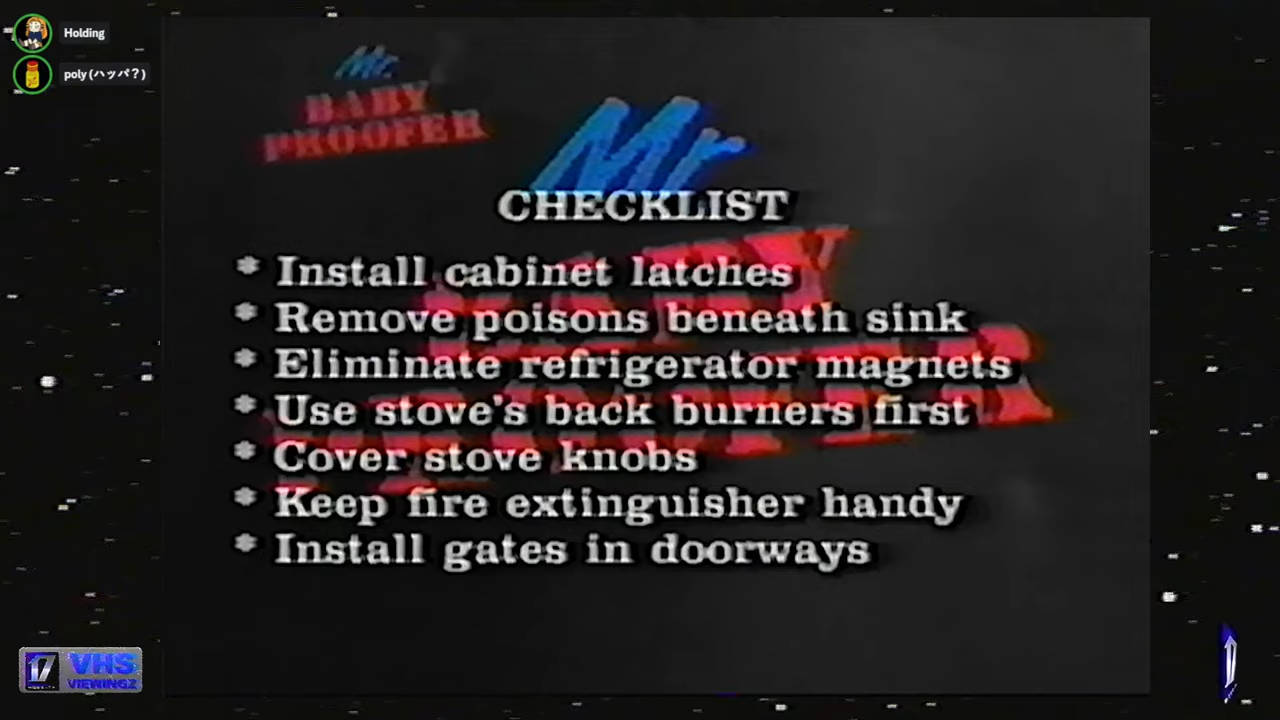 Holding
poly (ハッパ？)
Mr.
BABY
PROOFER
Mr
BABY
PROOFER
CHECKLIST
* Install cabinet latches
* Remove poisons beneath sink
* Eliminate refrigerator magnets
* Use stove's back burners first
* Cover stove knobs
* Keep fire extinguisher handy
* Install gates in doorways
17
VHS
VIEWINGZ